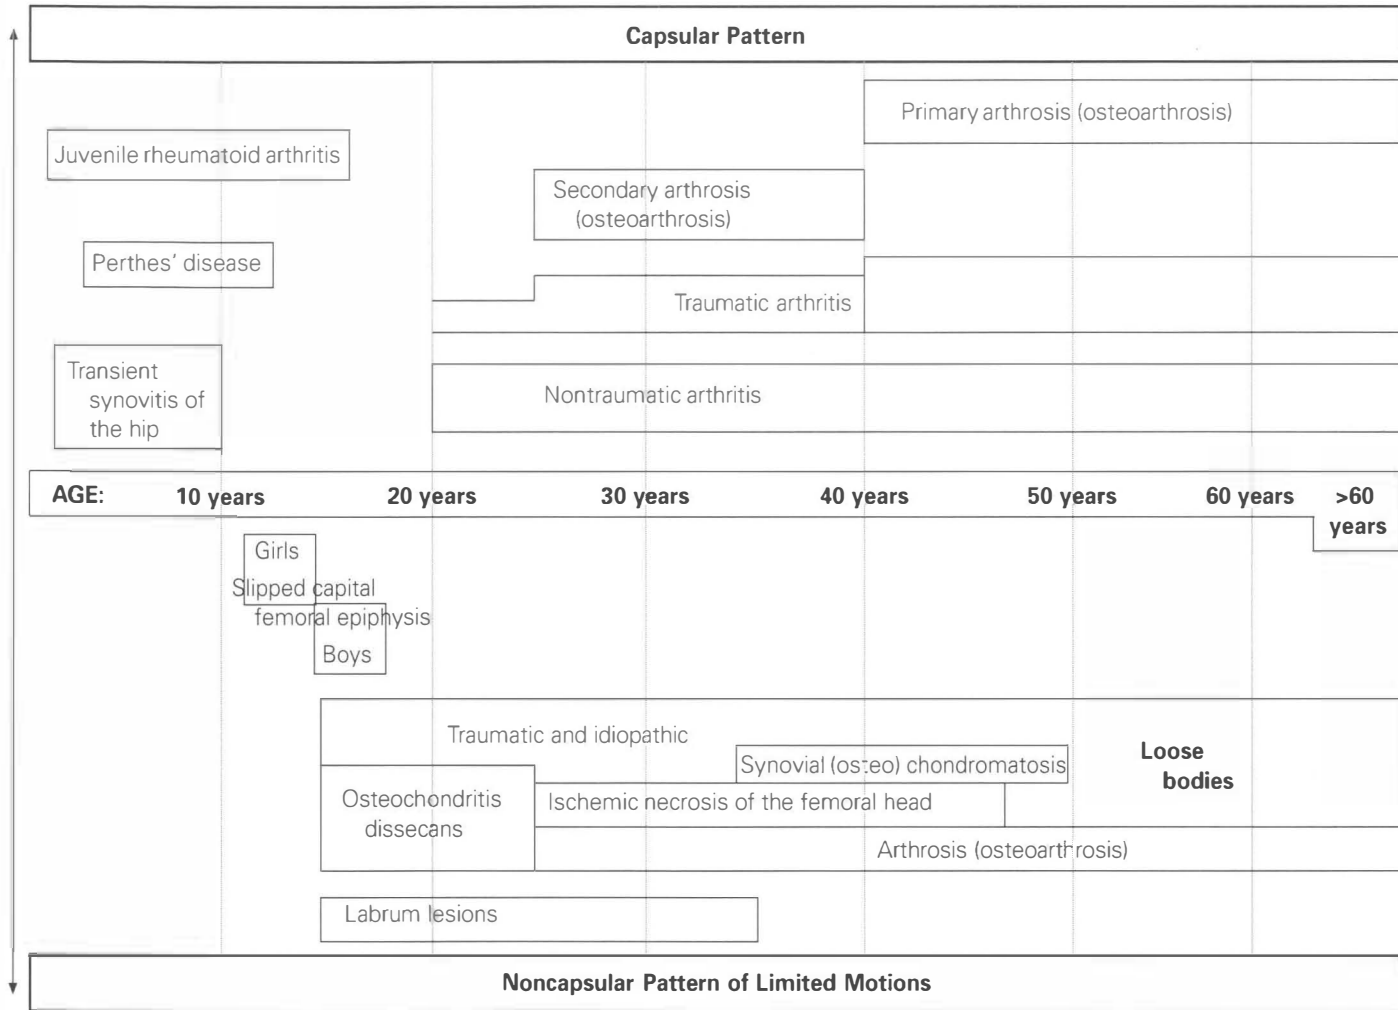 Capsular Pattern
Primary arthrosis (osteoarthrosis)
Juvenile rheumatoid arthritis
Secondary arthrosis
(osteoarthrosis)
Perthes' disease
Traumatic arthritis
Transient
synovitis of
the hip
Nontraumatic arthritis
AGE: 10 years 20 years 30 years 40 years 50 years 60 years >60
years
Girls
Slipped capital
femoral epiphysis
Boys
Traumatic and idiopathic
Synovial (osteo) chondromatosis
Loose
bodies
Osteochondritis
dissecans
Ischemic necrosis of the femoral head
Arthrosis (osteoarthrosis)
Labrum lesions
Noncapsular Pattern of Limited Motions